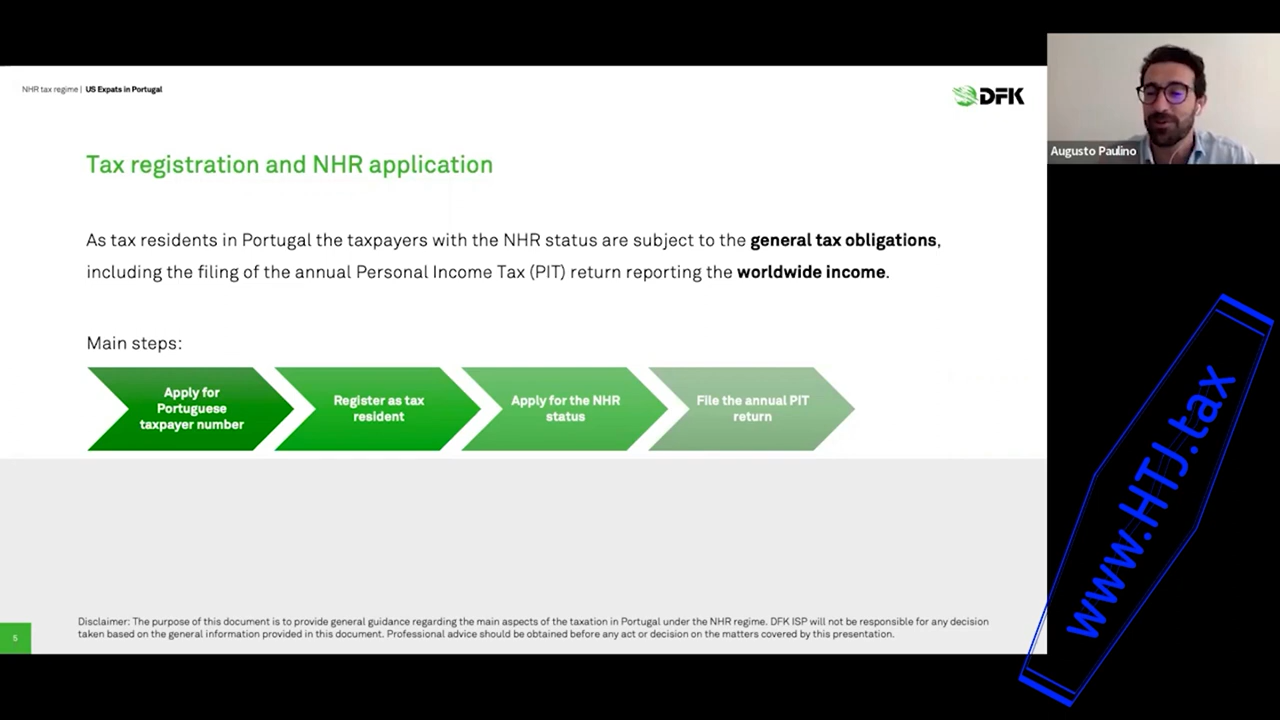 NHR tax regime | US Expats in Portugal
DFK
Augusto Paulino
Tax registration and NHR application
As tax residents in Portugal the taxpayers with the NHR status are subject to the general tax obligations,
including the filing of the annual Personal Income Tax (PIT) return reporting the worldwide income.
Main steps:
Apply for
Portuguese
taxpayer number
Register as tax
resident
Apply for the NHR
status
File the annual PIT
return
www.HTJ.tax
Disclaimer: The purpose of this document is to provide general guidance regarding the main aspects of the taxation in Portugal under the NHR regime. DFK ISP will not be responsible for any decision
taken based on the general information provided in this document. Professional advice should be obtained before any act or decision on the matters covered by this presentation.
5